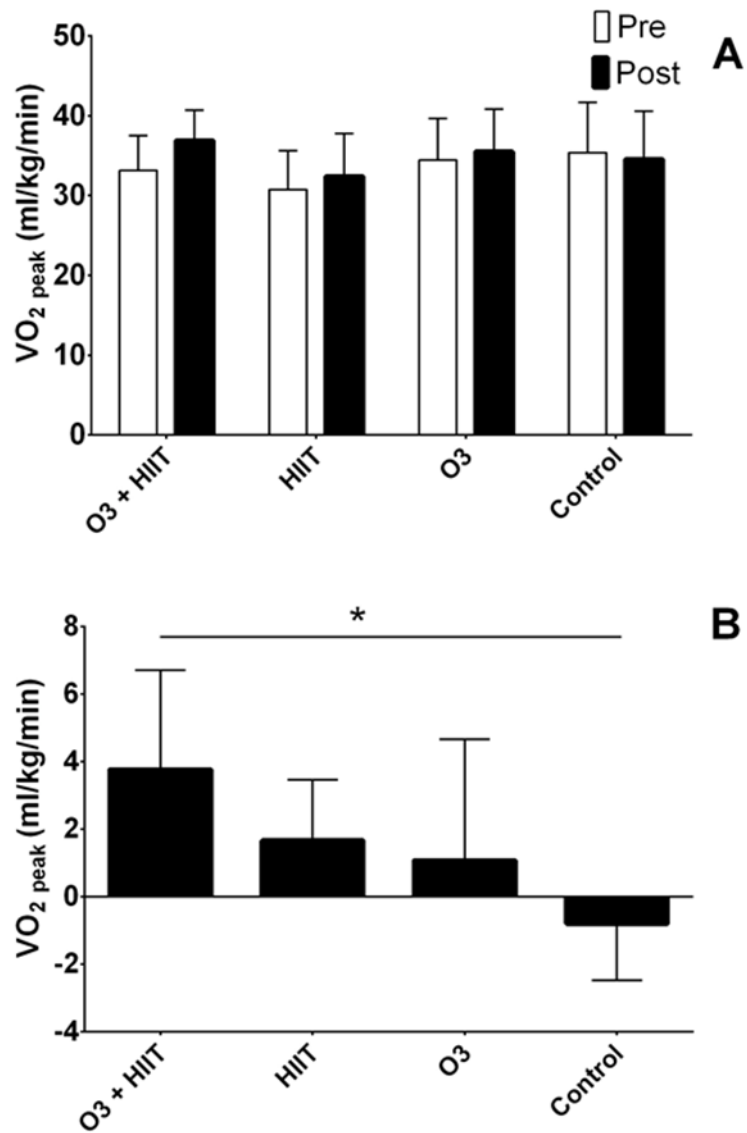 Pre
Post
A
VO2 peak (ml/kg/min)
50
40
30
20
10
0
O3 + HIIT
HIIT
O3
Control
B
*
VO2 peak (ml/kg/min)
8
6
4
2
0
-2
-4
O3 + HIIT
HIIT
O3
Control